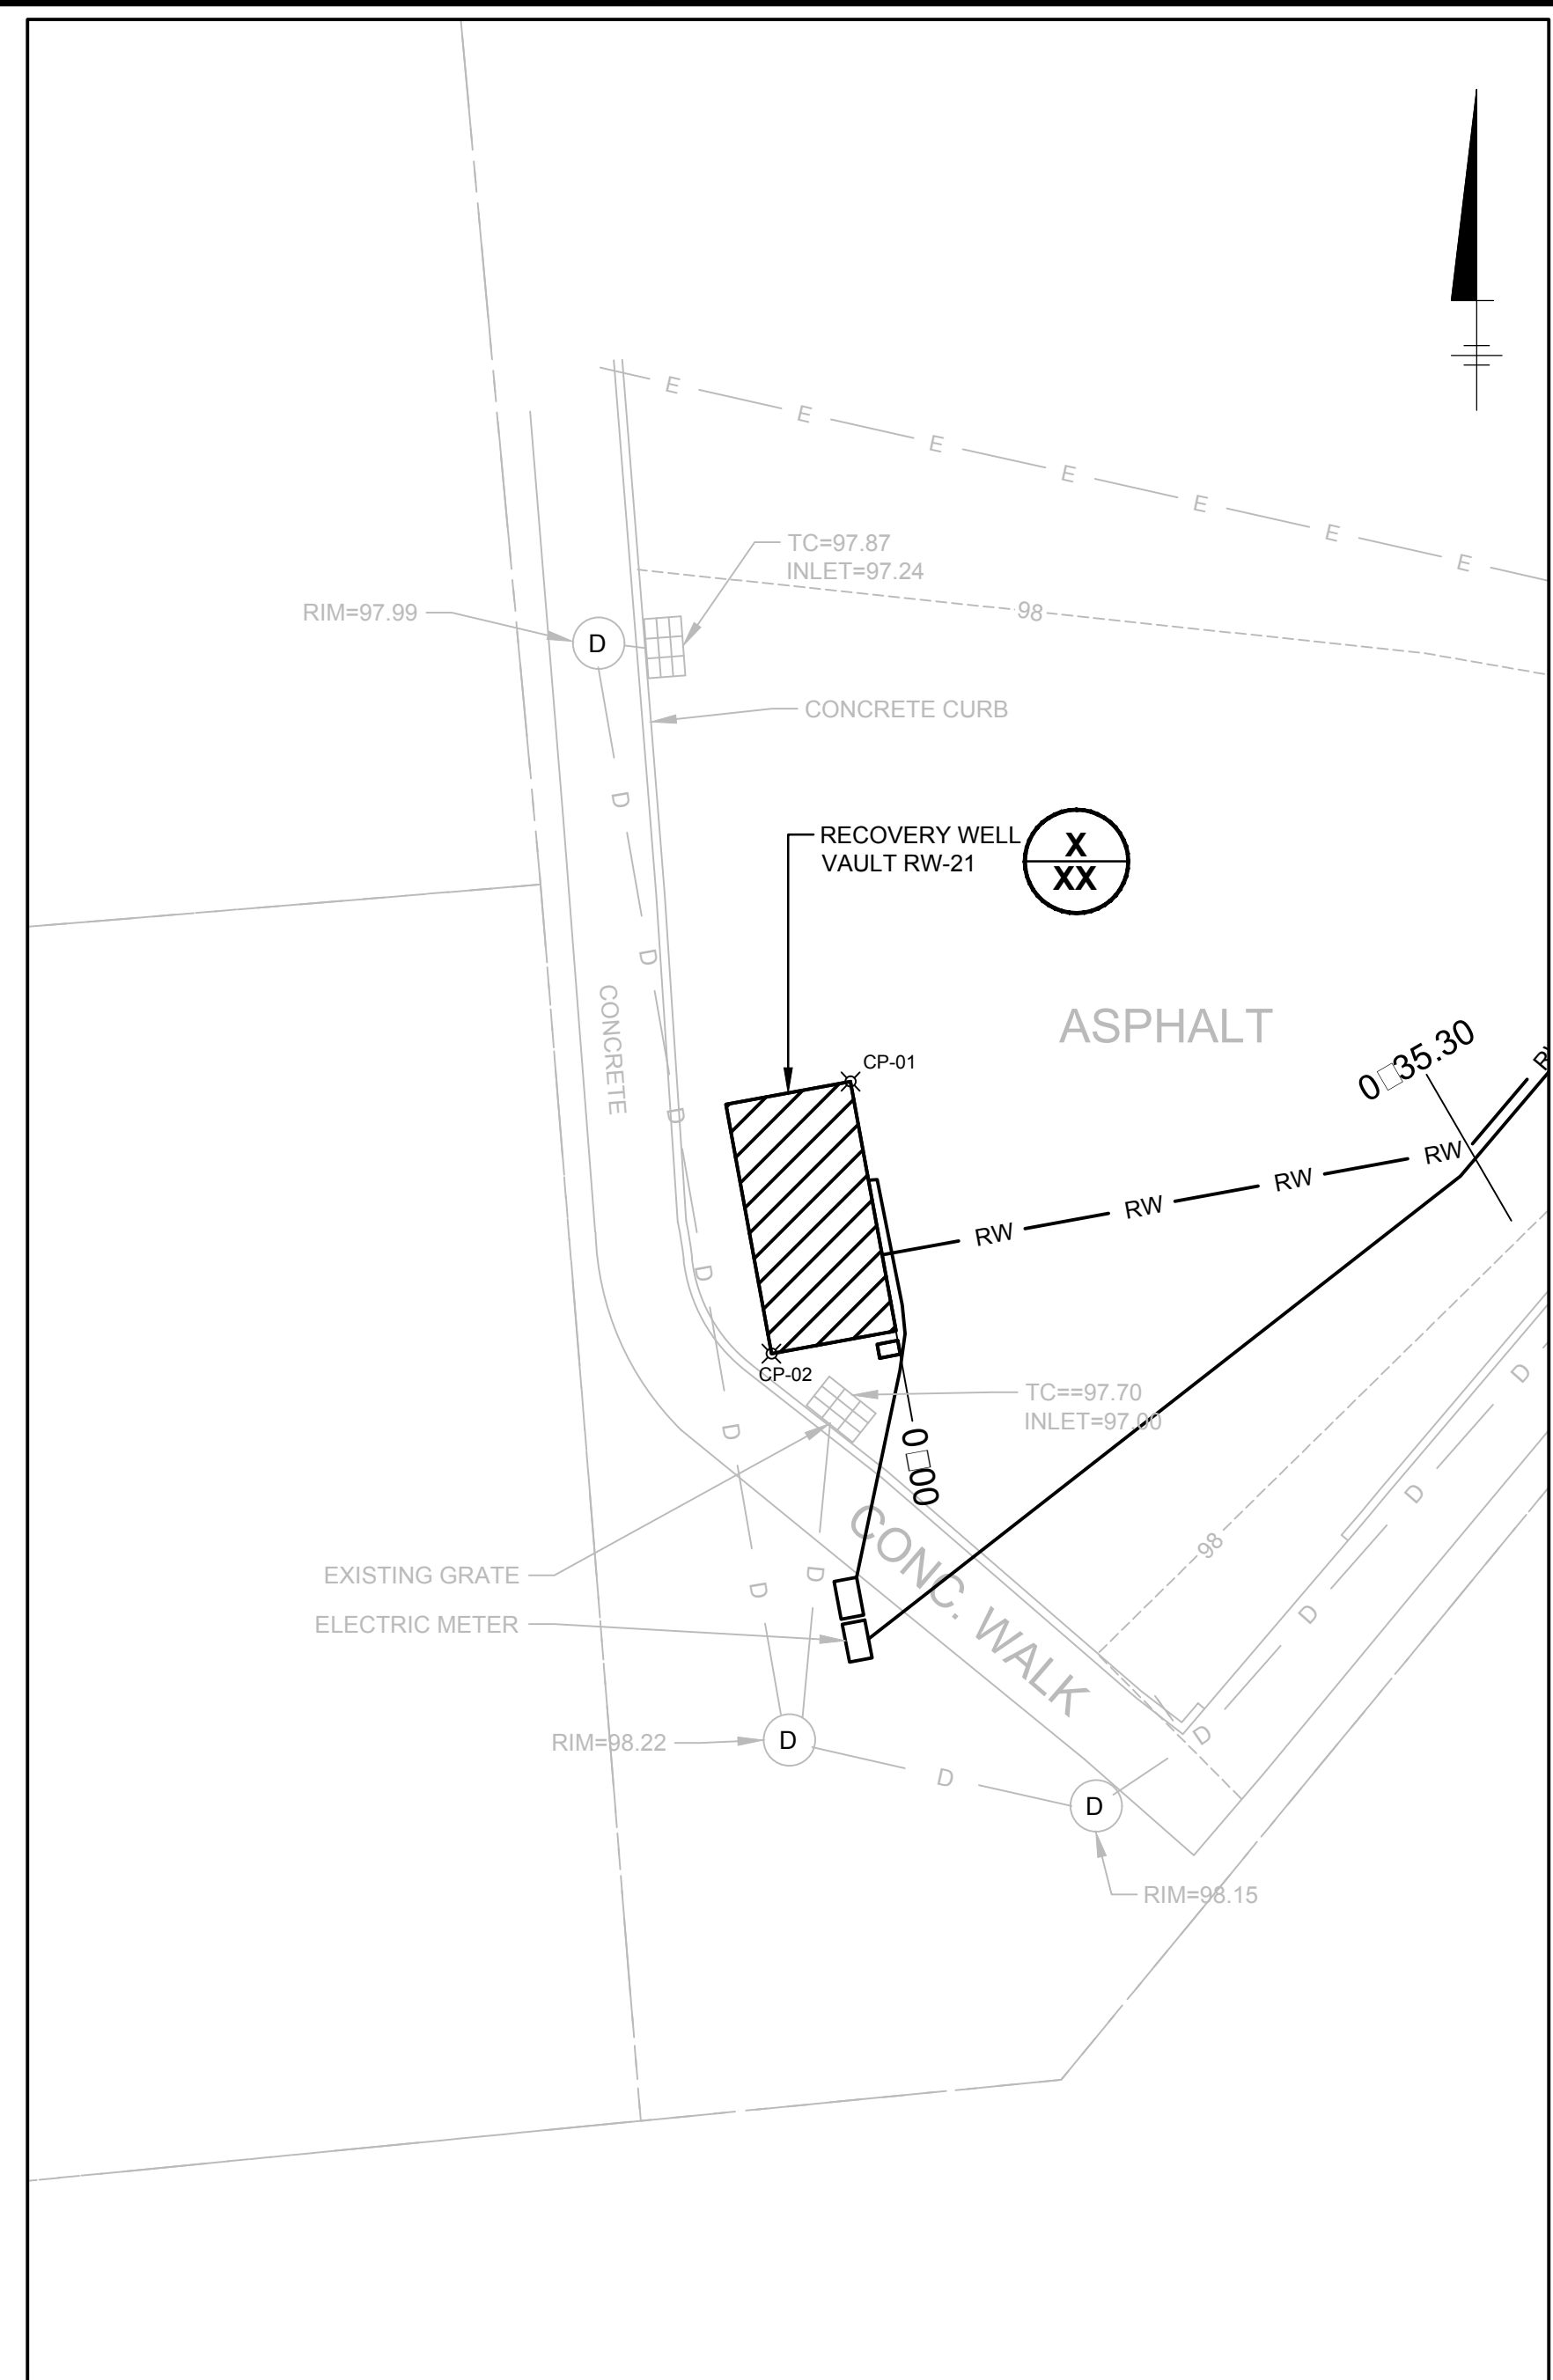 E E E E E E E
TC=97.87
INLET=97.24
RIM=97.99
98
D
CONCRETE CURB
D
RECOVERY WELL
VAULT RW-21
X
XX
D
CONCRETE
ASPHALT
0□35.30
CP-01
D
RW RW RW RW
D
CP-02
TC==97.70
INLET=97.00
D
0□00
D
D
CONC. WALK
98
EXISTING GRATE
D
D
D
ELECTRIC METER
D
RIM=98.22
D
D
D
D
RIM=98.15